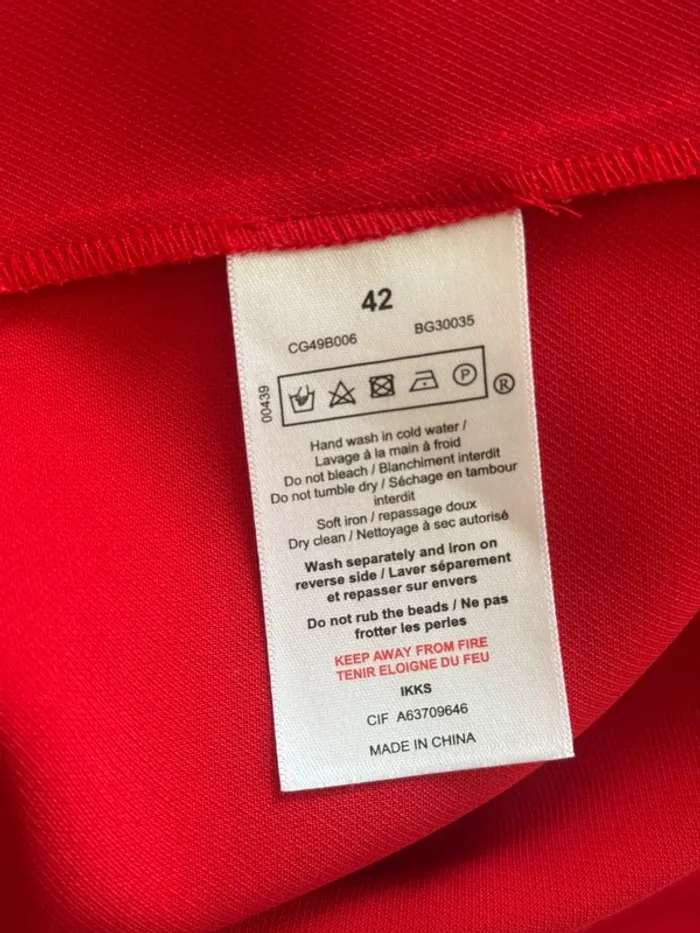 42
CG49B006 BG30035
00439
P ®
Hand wash in cold water /
Lavage à la main à froid
Do not bleach / Blanchiment interdit
Do not tumble dry / Séchage en tambour
interdit
Soft iron / repassage doux
Dry clean / Nettoyage à sec autorisé
Wash separately and Iron on
reverse side / Laver séparement
et repasser sur envers
Do not rub the beads / Ne pas
frotter les perles
KEEP AWAY FROM FIRE
TENIR ELOIGNE DU FEU
IKKS
CIF A63709646
MADE IN CHINA